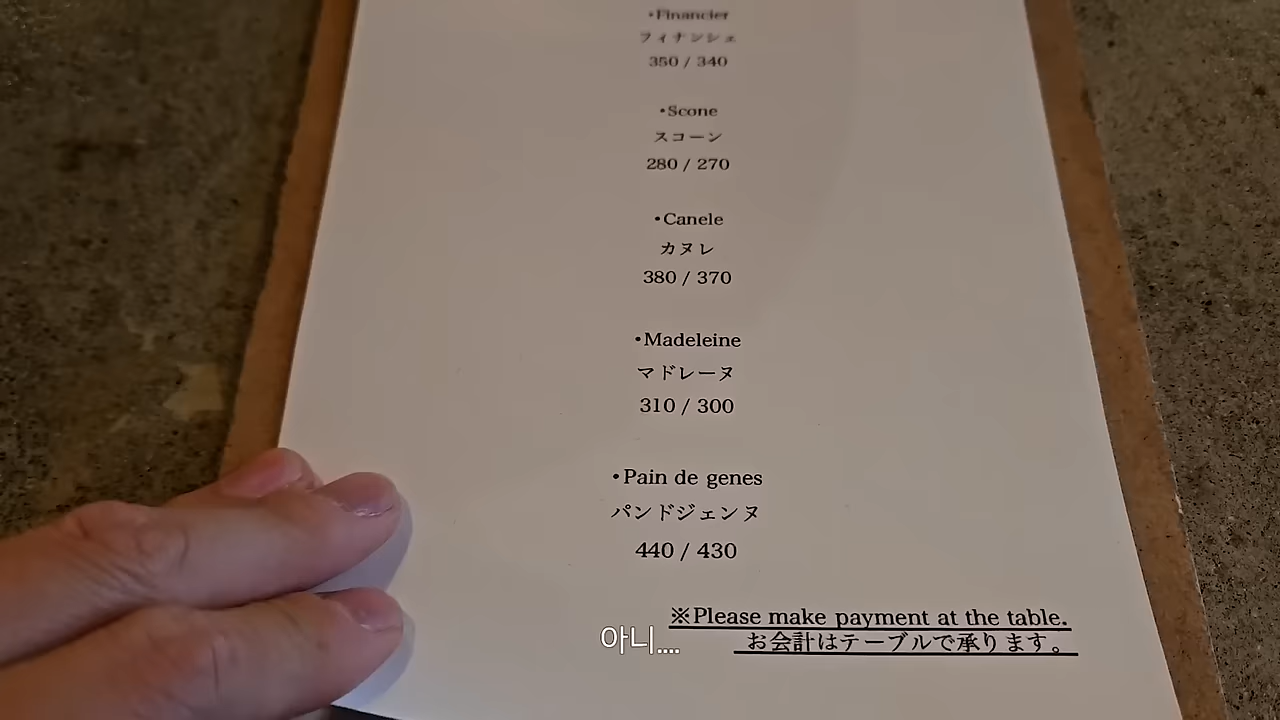 •Financier
フィナンシェ
350 / 340
•Scone
スコーン
280 / 270
•Canele
カヌレ
380 / 370
•Madeleine
マドレーヌ
310 / 300
•Pain de genes
パンドジェンヌ
440 / 430
※Please make payment at the table.
お会計はテーブルで承ります。
아니....